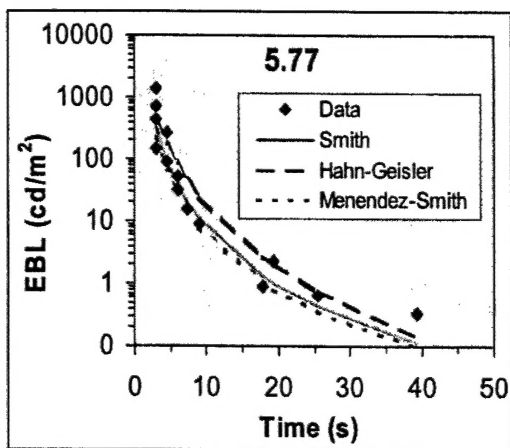 5.77
EBL (cd/m²)
10000
1000
100
10
1
0
Data
Smith
Hahn-Geisler
Menendez-Smith
0 10 20 30 40 50
Time (s)